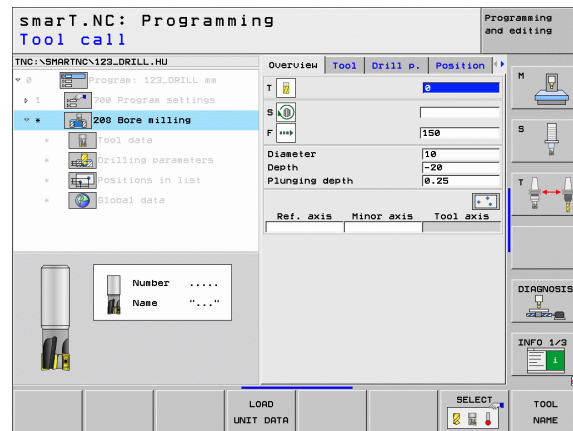 smarT.NC: Programming
Tool call
Programming
and editing
TNC:\SMARTNC\123_DRILL.HU
0 Program: 123_DRILL mm
1 700 Program settings
* 208 Bore milling
* Tool data
* Drilling parameters
* Positions in list
* Global data
Overview Tool Drill p. Position
T 0
S
F 150
Diameter 10
Depth -20
Plunging depth 0.25
Ref. axis Minor axis Tool axis
Number .....
Name "..."
M
S
T
DIAGNOSIS
INFO 1/3
i
LOAD
UNIT DATA
SELECT
TOOL
NAME